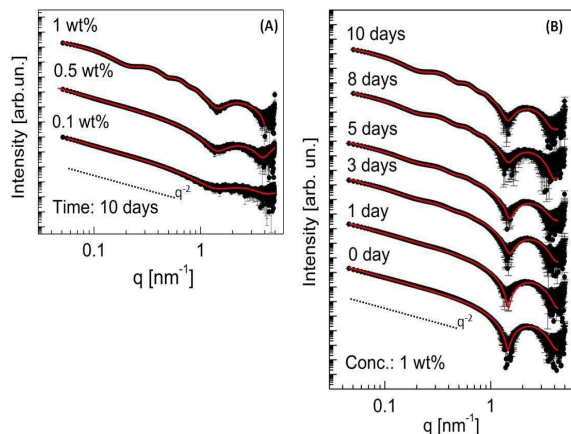 (A)
1 wt%
0.5 wt%
0.1 wt%
q-2
Time: 10 days
Intensity [arb.un.]
0.1
1
q [nm-1]
(B)
10 days
8 days
5 days
3 days
1 day
0 day
q-2
Conc.: 1 wt%
Intensity [arb. un.]
0.1
1
q [nm-1]